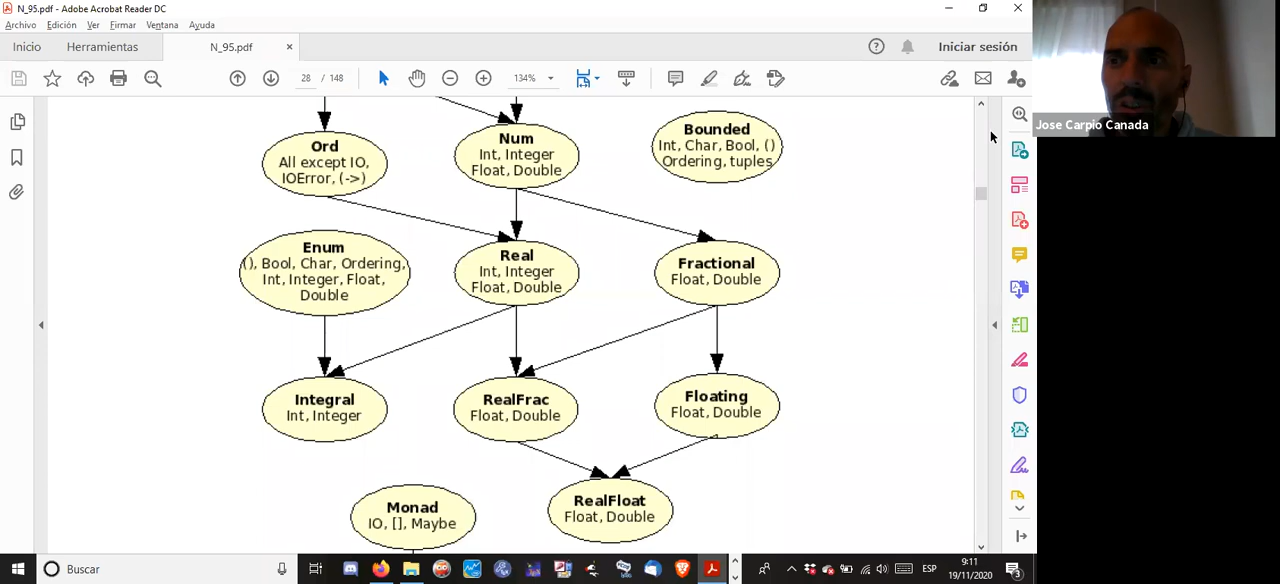 N_95.pdf - Adobe Acrobat Reader DC
Archivo Edición Ver Firmar Ventana Ayuda
Inicio Herramientas N_95.pdf × Iniciar sesión
28 / 148 134%
Jose Carpio Canada
Ord
All except IO,
IOError, (->)
Num
Int, Integer
Float, Double
Bounded
Int, Char, Bool, ()
Ordering, tuples
Enum
(), Bool, Char, Ordering,
Int, Integer, Float,
Double
Real
Int, Integer
Float, Double
Fractional
Float, Double
Integral
Int, Integer
RealFrac
Float, Double
Floating
Float, Double
Monad
IO, [], Maybe
RealFloat
Float, Double
Buscar
ESP
9:11
19/11/2020
3